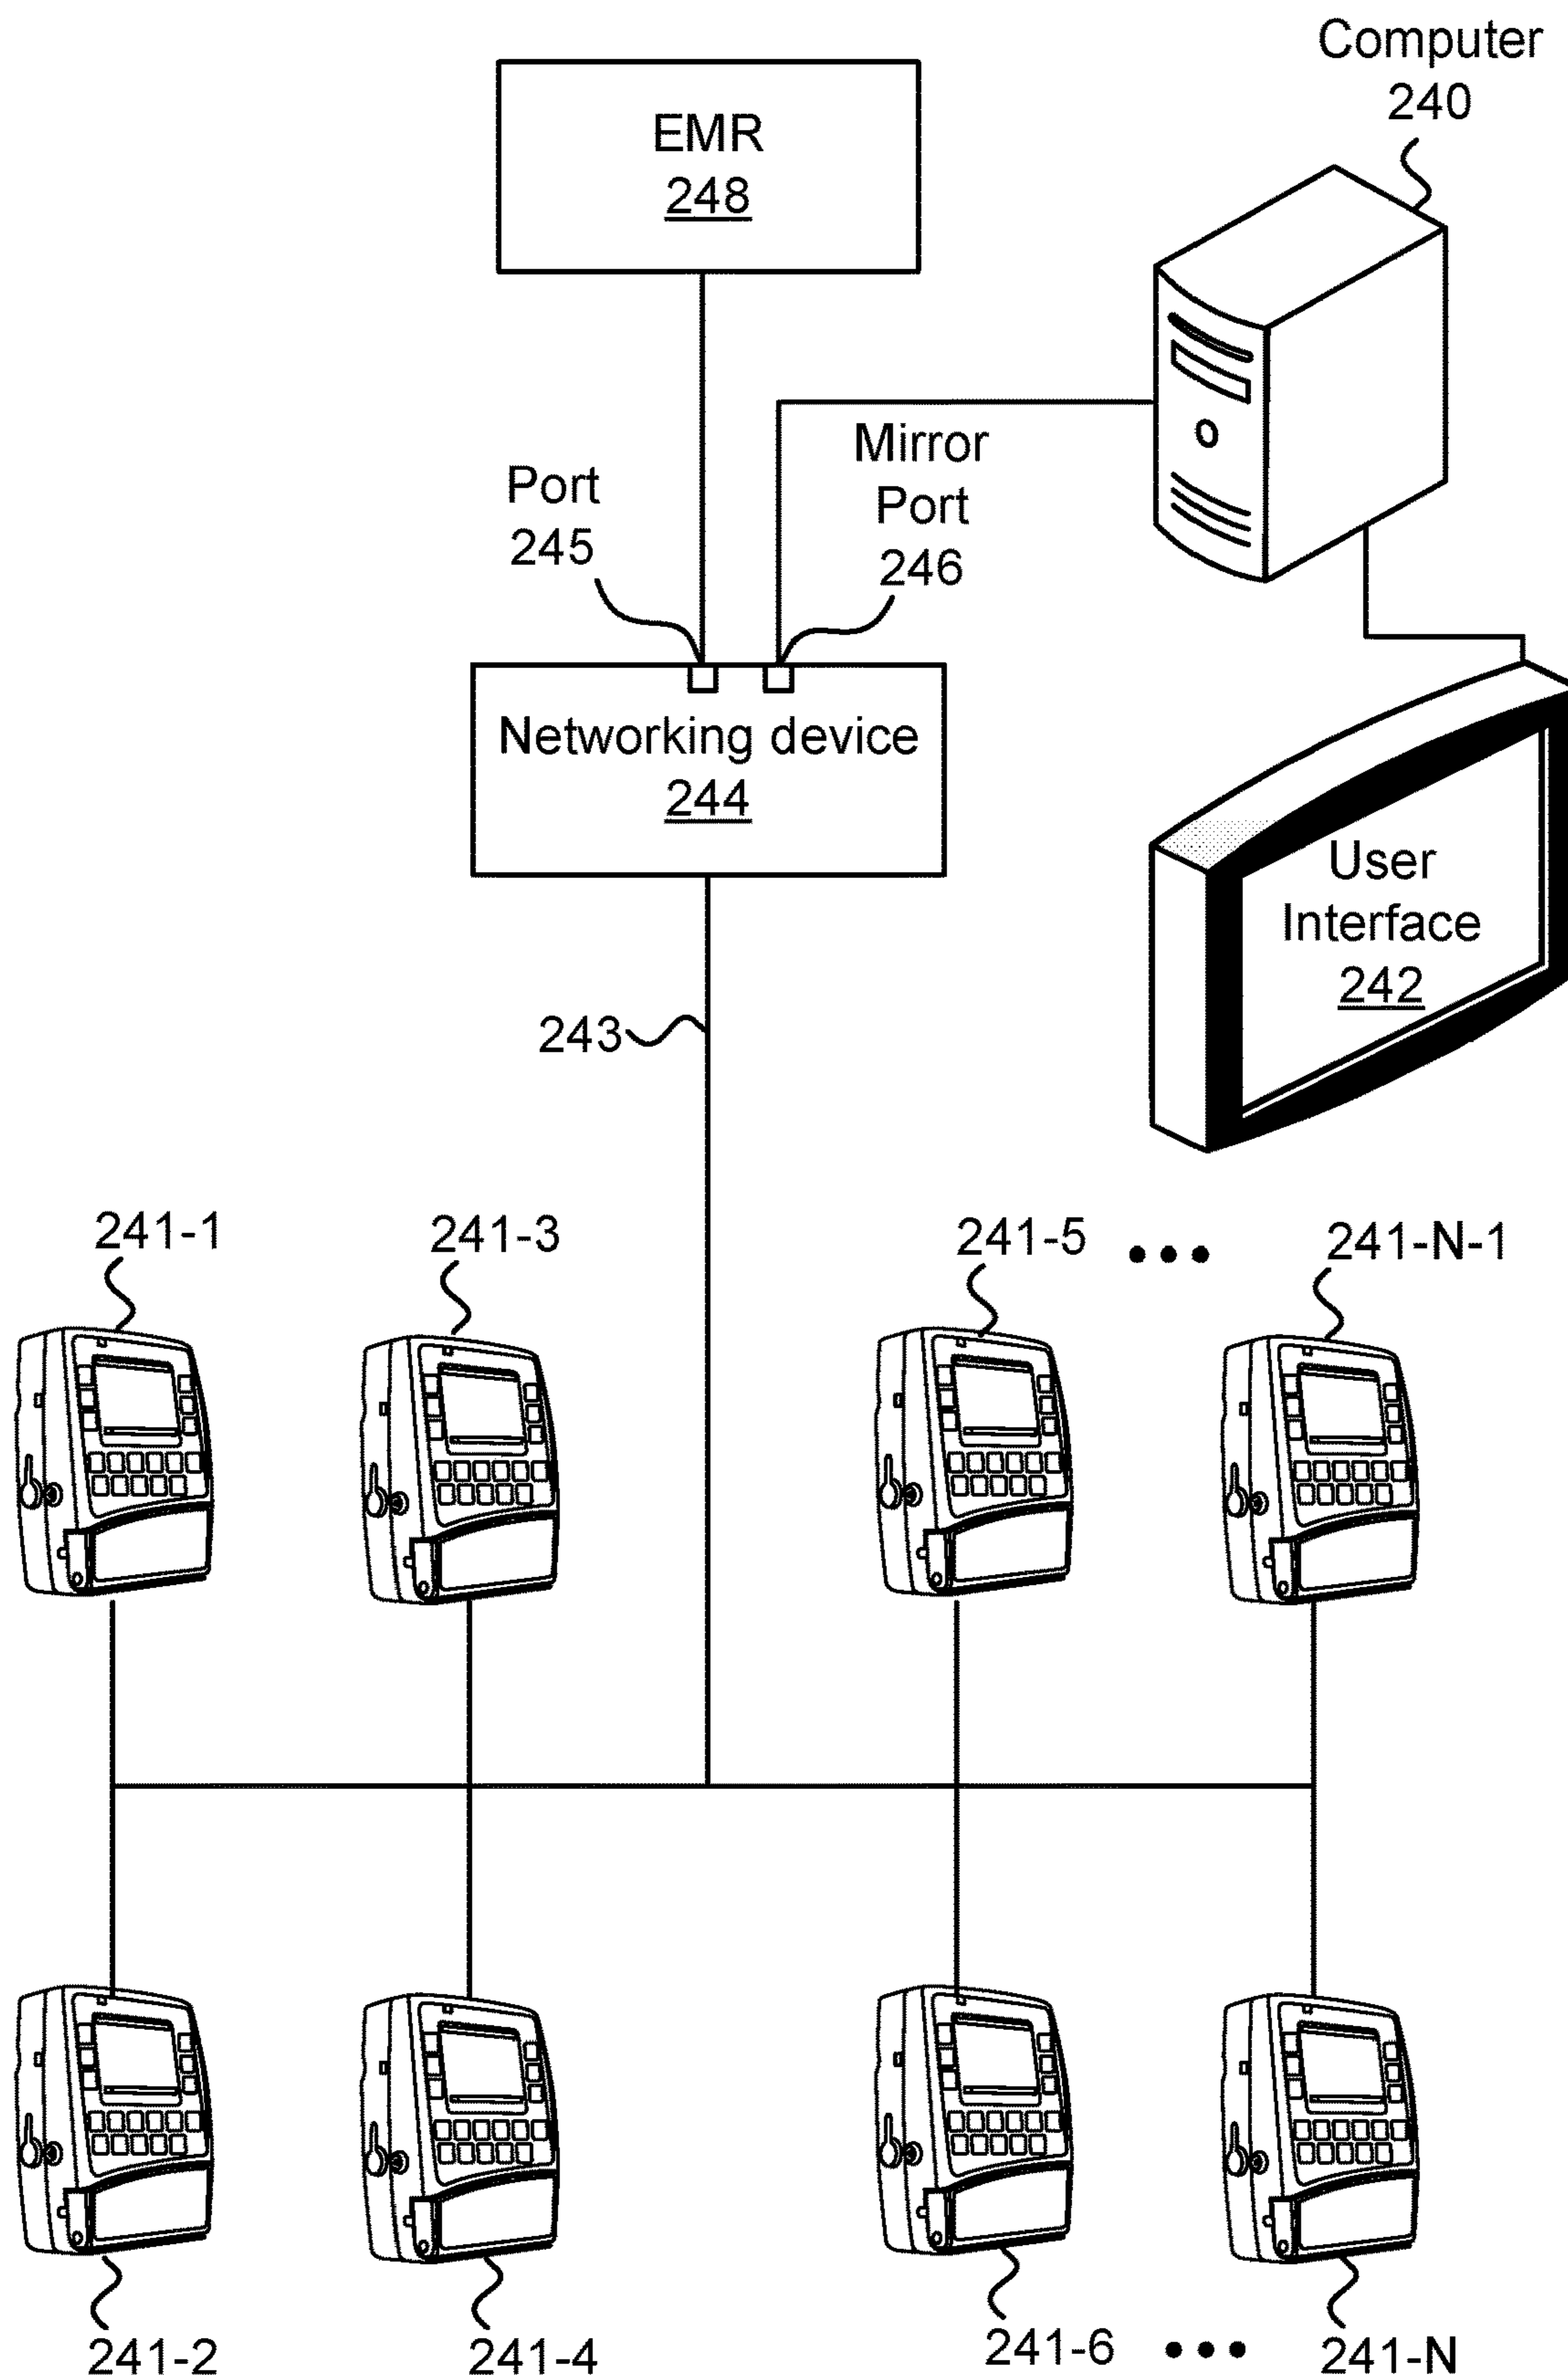 Computer
240
EMR
248
Port
245
Mirror
Port
246
Networking device
244
User
Interface
242
243
241-1
241-3
241-5 •••
241-N-1
241-2
241-4
241-6 •••
241-N